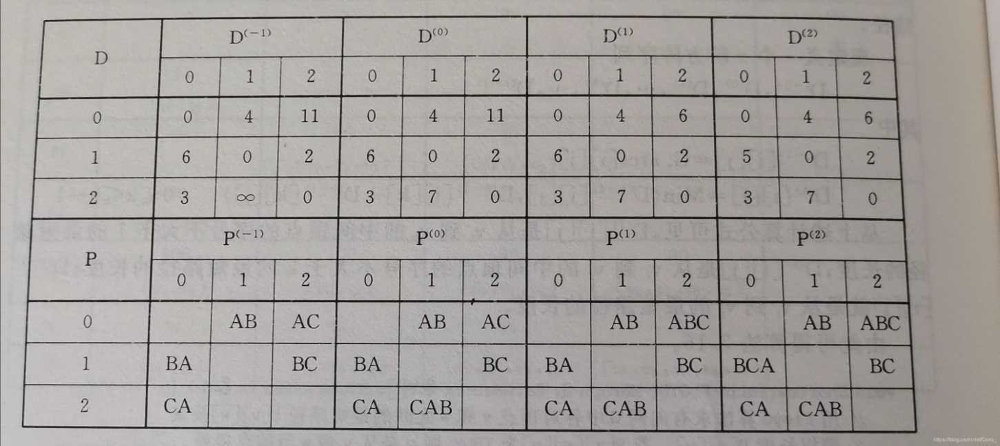 D D⁽⁻¹⁾ D⁽⁰⁾ D⁽¹⁾ D⁽²⁾
0 1 2 0 1 2 0 1 2 0 1 2
0 0 4 11 0 4 11 0 4 6 0 4 6
1 6 0 2 6 0 2 6 0 2 5 0 2
2 3 ∞ 0 3 7 0 3 7 0 3 7 0
P P⁽⁻¹⁾ P⁽⁰⁾ P⁽¹⁾ P⁽²⁾
0 1 2 0 1 2 0 1 2 0 1 2
0 AB AC AB AC AB ABC AB ABC
1 BA BC BA BC BA BC BCA BC
2 CA CA CAB CA CAB CA CAB
https://blog.csdn.net/Doro_